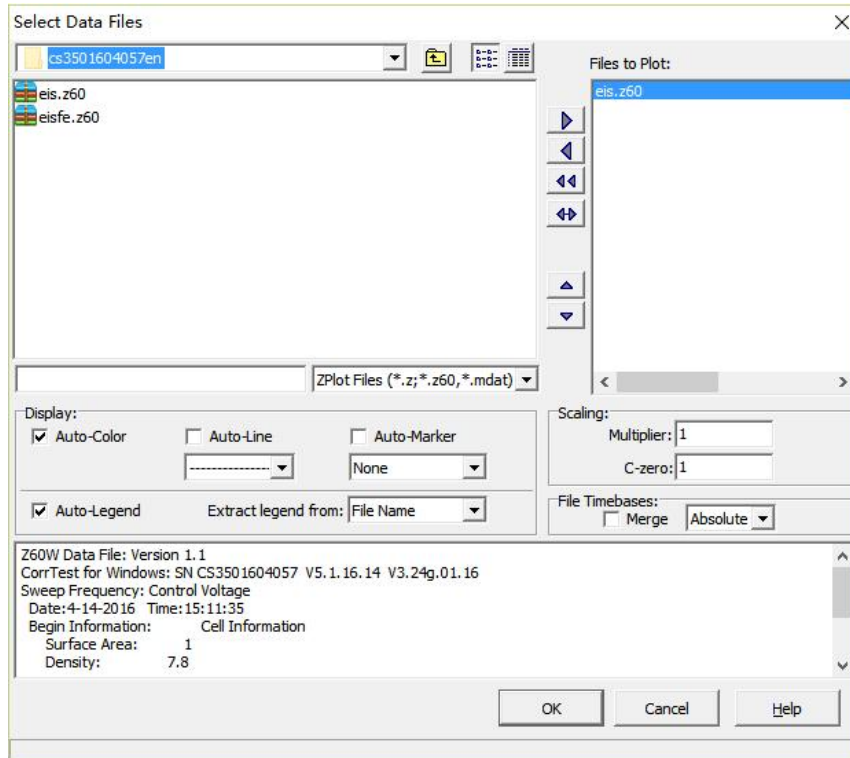 Select Data Files
cs3501604057en
Files to Plot:
eis.z60
eisfe.z60
eis.z60
ZPlot Files (*.z;*.z60,*.mdat)
Display:
Auto-Color
Auto-Line
Auto-Marker
None
Auto-Legend
Extract legend from:
File Name
Scaling:
Multiplier: 1
C-zero: 1
File Timebases:
Merge
Absolute
Z60W Data File: Version 1.1
CorrTest for Windows: SN CS3501604057 V5.1.16.14 V3.24g.01.16
Sweep Frequency: Control Voltage
Date:4-14-2016 Time:15:11:35
Begin Information: Cell Information
Surface Area: 1
Density: 7.8
OK
Cancel
Help